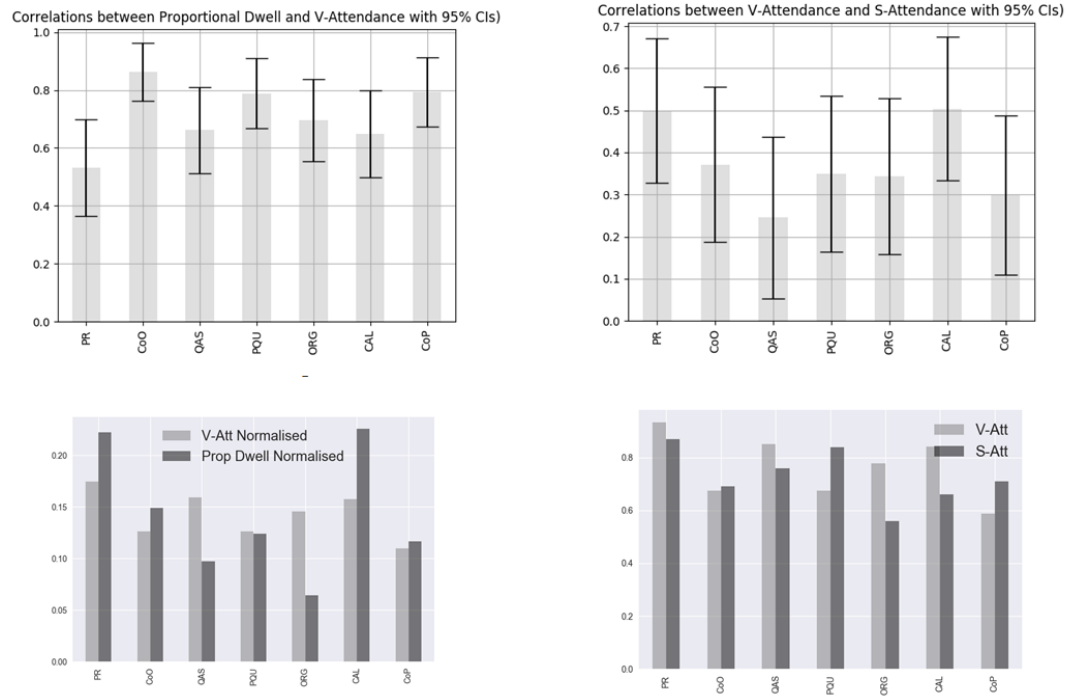 Correlations between Proportional Dwell and V-Attendance with 95% CIs)
1.0
0.8
0.6
0.4
0.2
0.0
PR
CoO
QAS
PQU
ORG
CAL
CoP
Correlations between V-Attendance and S-Attendance with 95% CIs)
0.7
0.6
0.5
0.4
0.3
0.2
0.1
0.0
PR
CoO
QAS
PQU
ORG
CAL
CoP
V-Att Normalised
Prop Dwell Normalised
0.20
0.15
0.10
0.05
0.00
PR
CoO
QAS
PQU
ORG
CAL
CoP
V-Att
S-Att
0.8
0.6
0.4
0.2
0.0
PR
CoO
QAS
PQU
ORG
CAL
CoP